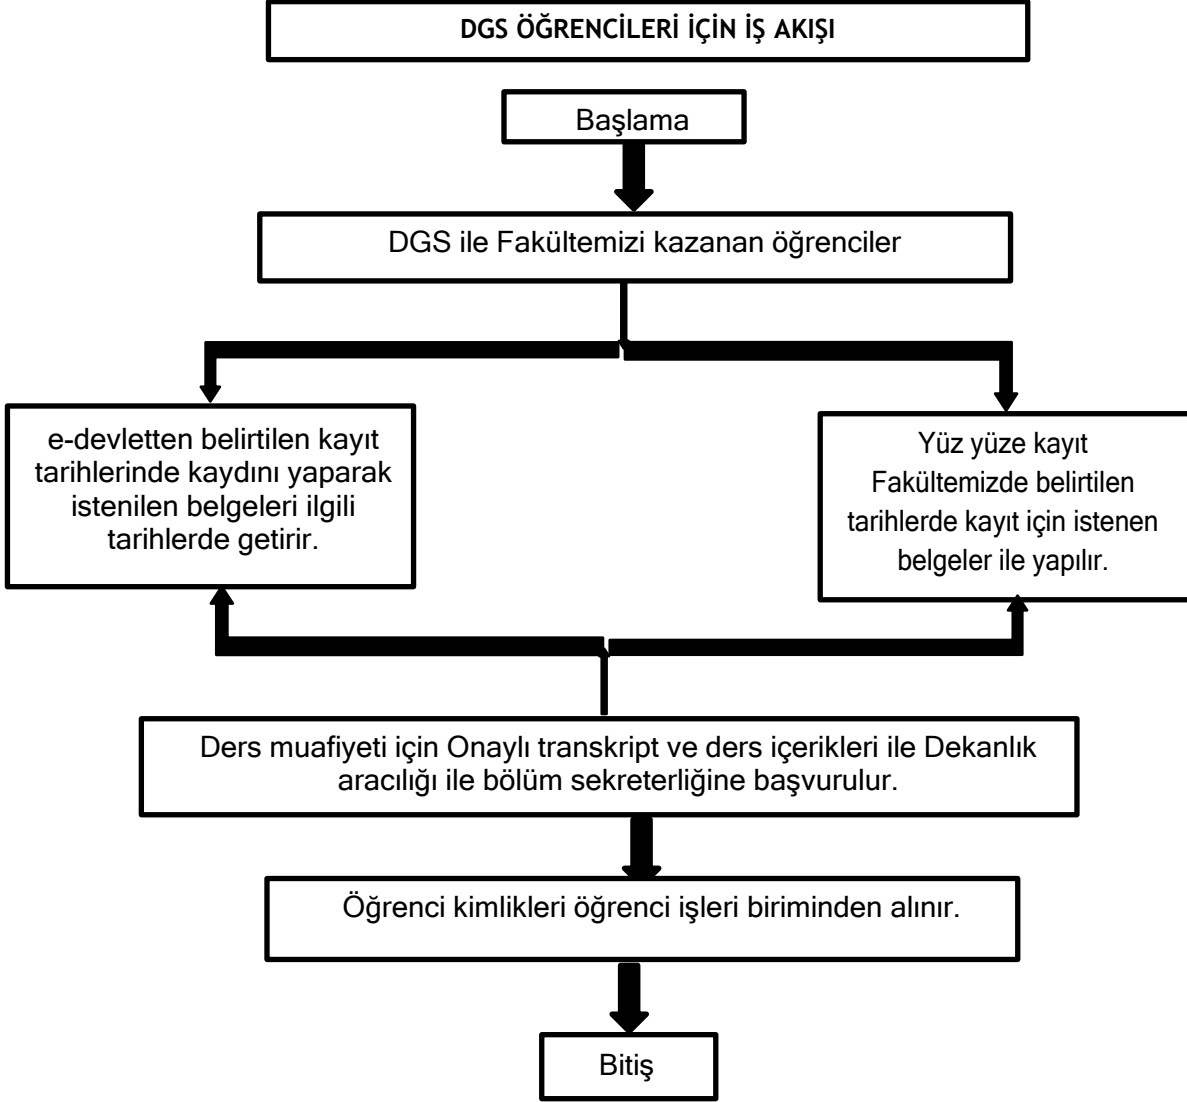 DGS ÖĞRENCİLERİ İÇİN İŞ AKIŞI
Başlama
DGS ile Fakültemizi kazanan öğrenciler
e-devletten belirtilen kayıt
tarihlerinde kaydını yaparak
istenilen belgeleri ilgili
tarihlerde getirir.
Yüz yüze kayıt
Fakültemizde belirtilen
tarihlerde kayıt için istenen
belgeler ile yapılır.
Ders muafiyeti için Onaylı transkript ve ders içerikleri ile Dekanlık
aracılığı ile bölüm sekreterliğine başvurulur.
Öğrenci kimlikleri öğrenci işleri biriminden alınır.
Bitiş